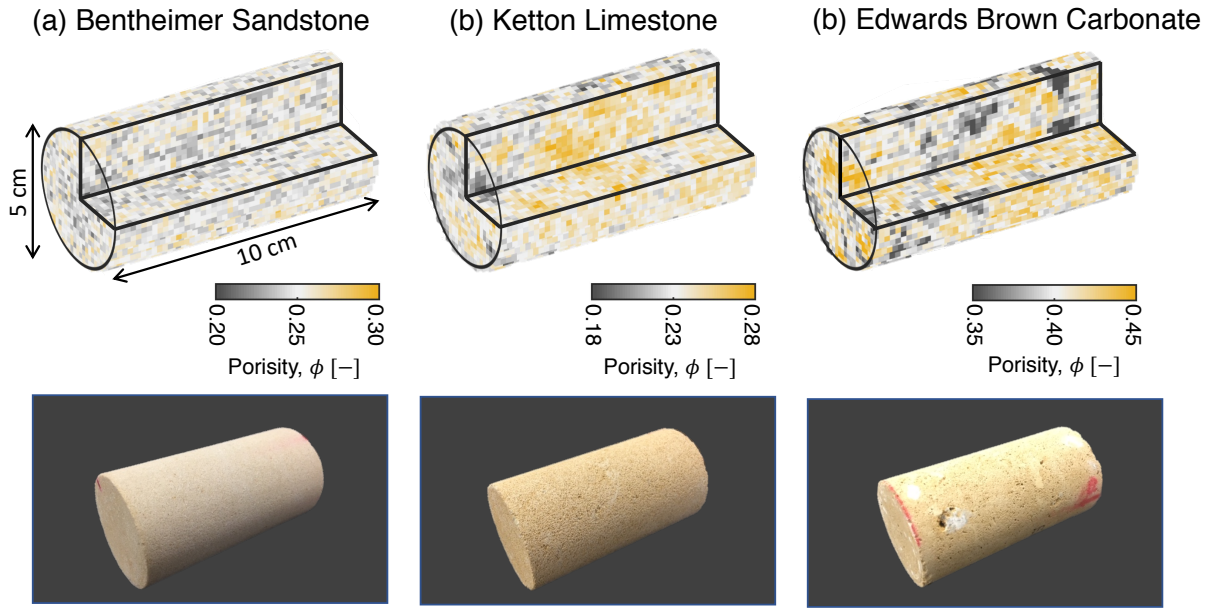 (a) Bentheimer Sandstone
(b) Ketton Limestone
(b) Edwards Brown Carbonate
5 cm
10 cm
0.20
0.25
0.30
Porisity, ϕ [−]
0.18
0.23
0.28
Porisity, ϕ [−]
0.35
0.40
0.45
Porisity, ϕ [−]